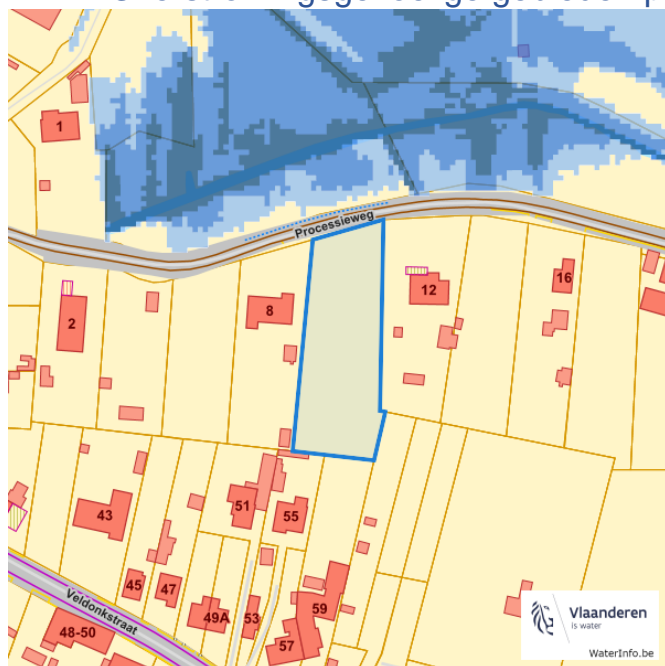 Processieweg
1
2
8
12
16
43
51
55
45
47
49A
53
59
57
48-50
Veldonkstraat
Vlaanderen
is water
WaterInfo.be